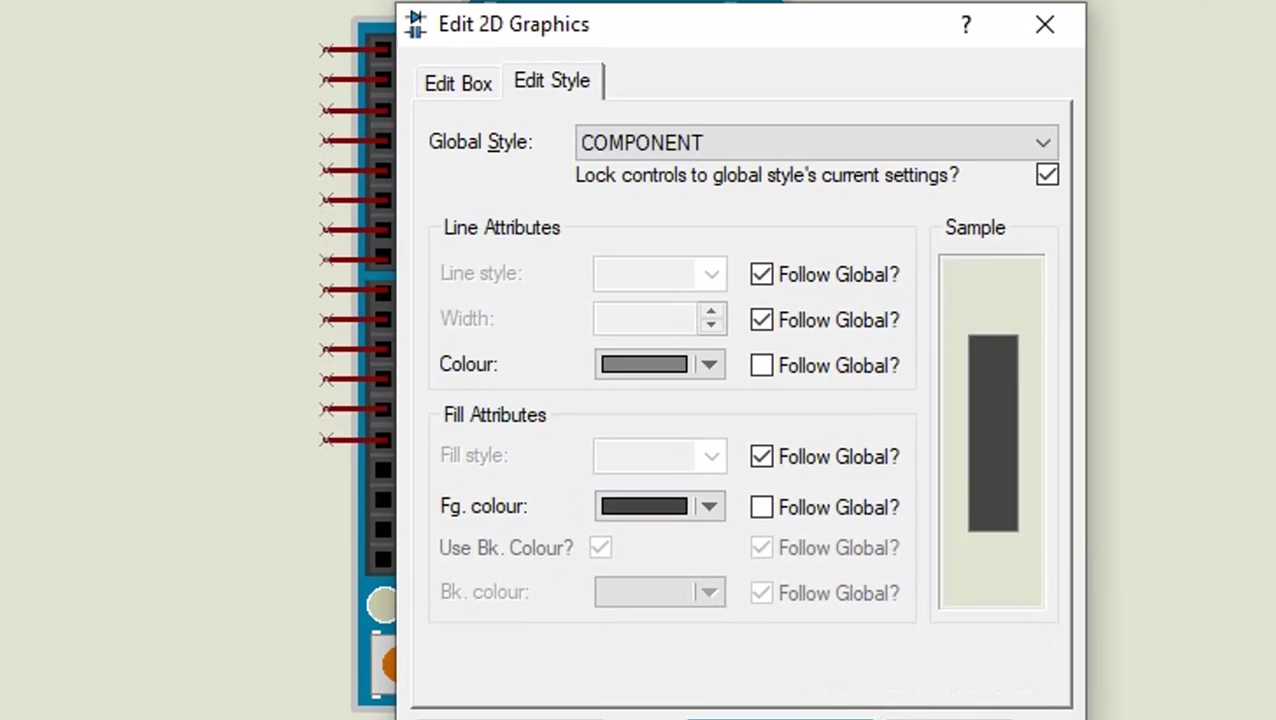 Edit 2D Graphics ?
Edit Box Edit Style
Global Style: COMPONENT
Lock controls to global style's current settings?
Line Attributes Sample
Line style: Follow Global?
Width: Follow Global?
Colour: Follow Global?
Fill Attributes
Fill style: Follow Global?
Fg. colour: Follow Global?
Use Bk. Colour? Follow Global?
Bk. colour: Follow Global?